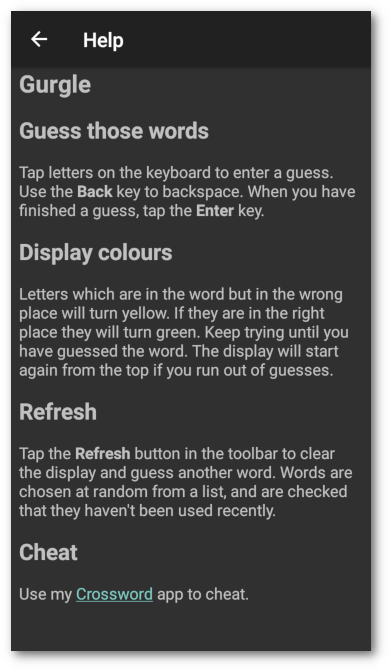 Help
Gurgle
Guess those words
Tap letters on the keyboard to enter a guess.
Use the Back key to backspace. When you have
finished a guess, tap the Enter key.
Display colours
Letters which are in the word but in the wrong
place will turn yellow. If they are in the right
place they will turn green. Keep trying until you
have guessed the word. The display will start
again from the top if you run out of guesses.
Refresh
Tap the Refresh button in the toolbar to clear
the display and guess another word. Words are
chosen at random from a list, and are checked
that they haven't been used recently.
Cheat
Use my Crossword app to cheat.